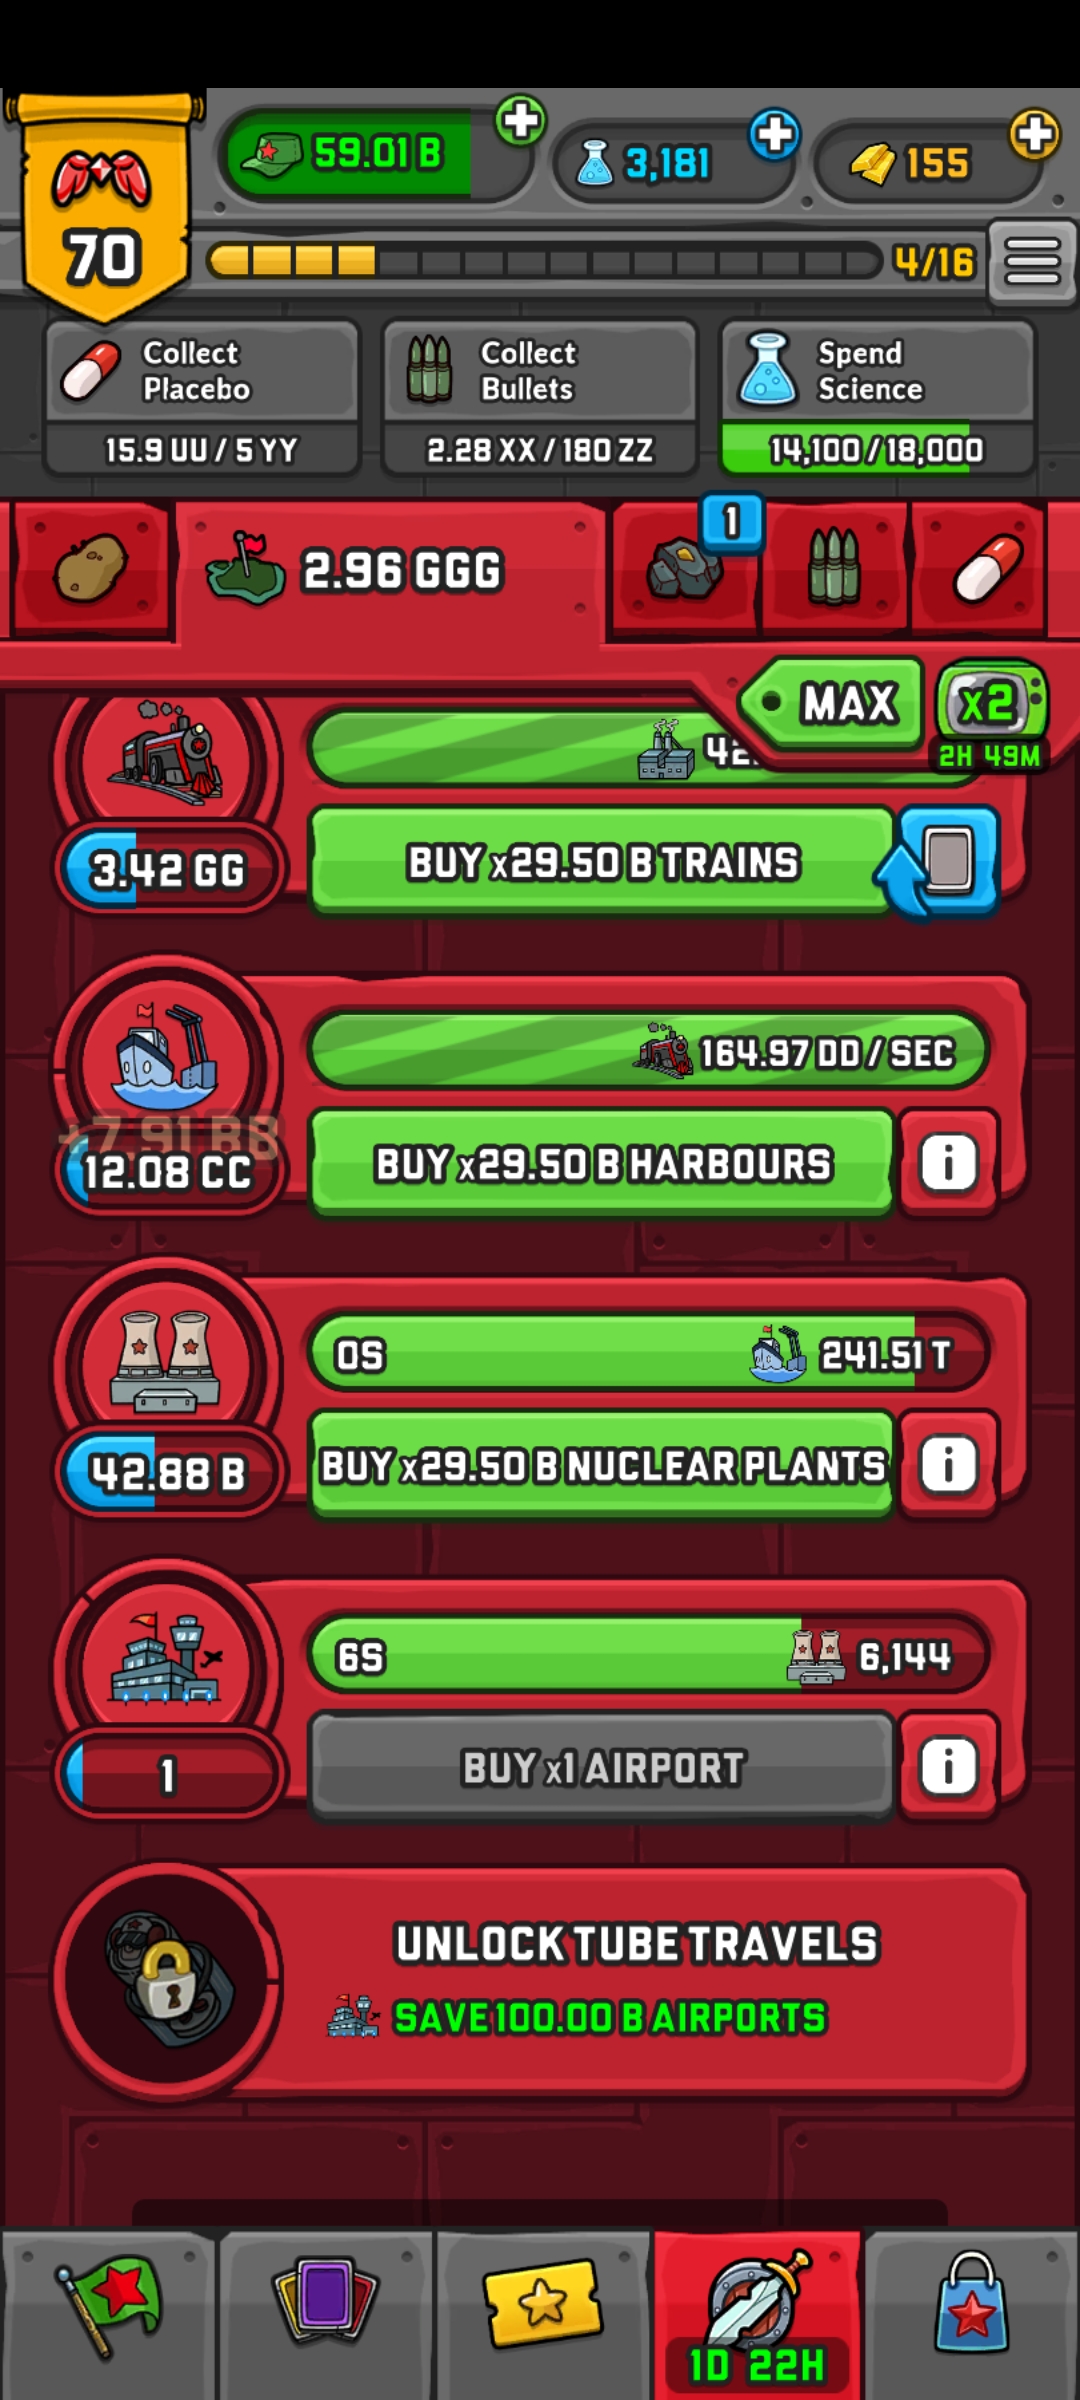 59.01 B
3,181
155
70
4/16
Collect
Placebo
15.9 UU / 5 YY
Collect
Bullets
2.28 XX / 180 ZZ
Spend
Science
14,100 / 18,000
2.96 GGG
1
MAX
x2
2H 49M
42.
3.42 GG
BUY x29.50 B TRAINS
164.97 DD / SEC
+7.91 BB
12.08 CC
BUY x29.50 B HARBOURS
i
0S
241.51 T
42.88 B
BUY x29.50 B NUCLEAR PLANTS
i
6S
6,144
1
BUY x1 AIRPORT
i
UNLOCK TUBE TRAVELS
SAVE 100.00 B AIRPORTS
1D 22H